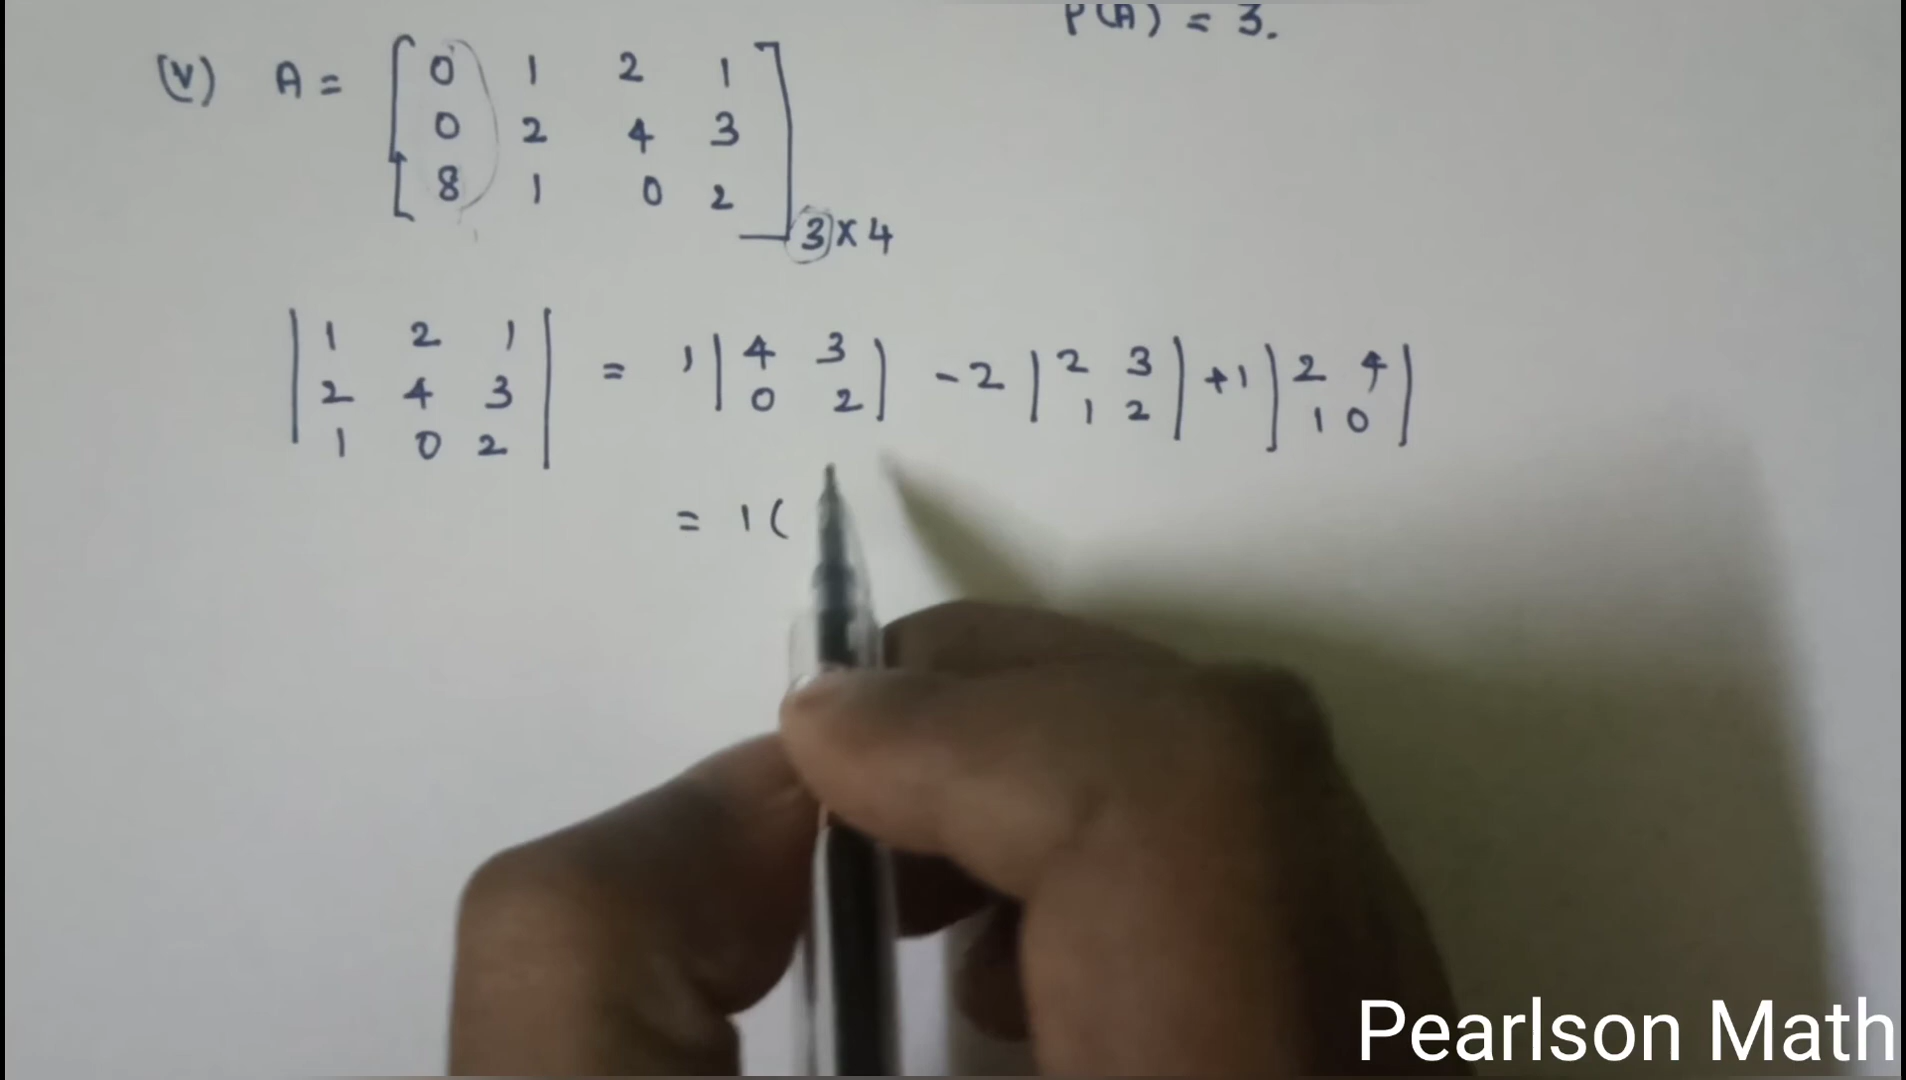 P(A) = 3.
(V) A = [ 0 1 2 1
0 2 4 3
8 1 0 2 ] 3×4
| 1 2 1 |
| 2 4 3 | = 1 | 4 3 | - 2 | 2 3 | + 1 | 2 4 |
| 1 0 2 | | 0 2 | | 1 2 | | 1 0 |
= 1 (
Pearlson Math